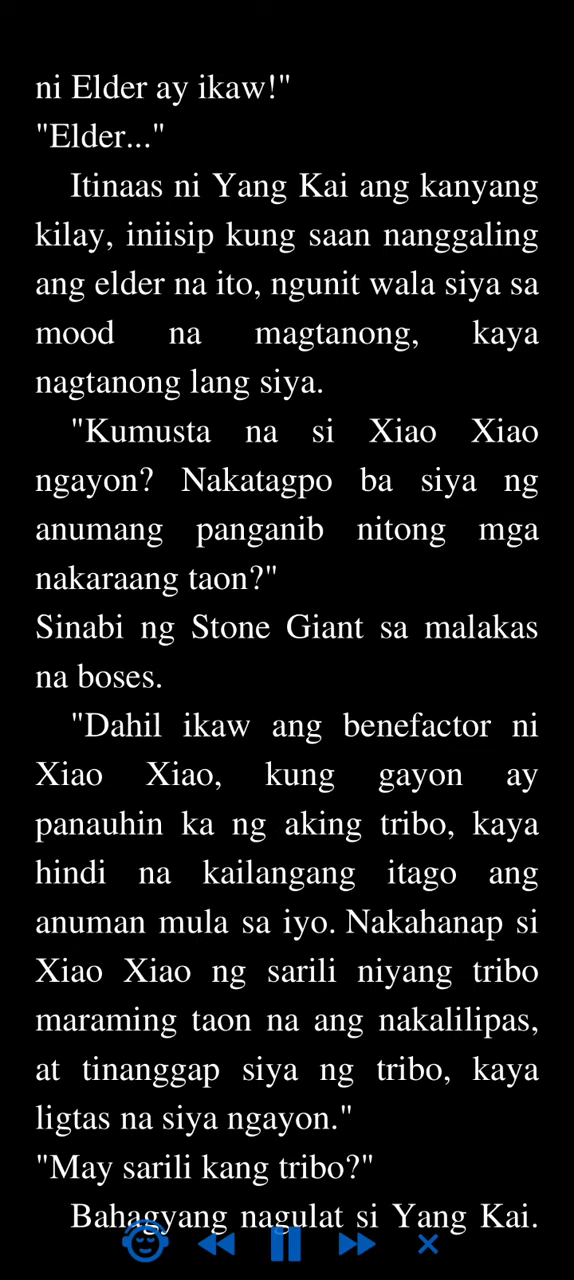 ni Elder ay ikaw!"
"Elder..."
Itinaas ni Yang Kai ang kanyang
kilay, iniisip kung saan nanggaling
ang elder na ito, ngunit wala siya sa
mood na magtanong, kaya
nagtanong lang siya.
"Kumusta na si Xiao Xiao
ngayon? Nakatagpo ba siya ng
anumang panganib nitong mga
nakaraang taon?"
Sinabi ng Stone Giant sa malakas
na boses.
"Dahil ikaw ang benefactor ni
Xiao Xiao, kung gayon ay
panauhin ka ng aking tribo, kaya
hindi na kailangang itago ang
anuman mula sa iyo. Nakahanap si
Xiao Xiao ng sarili niyang tribo
maraming taon na ang nakalilipas,
at tinanggap siya ng tribo, kaya
ligtas na siya ngayon."
"May sarili kang tribo?"
Bahagyang nagulat si Yang Kai.